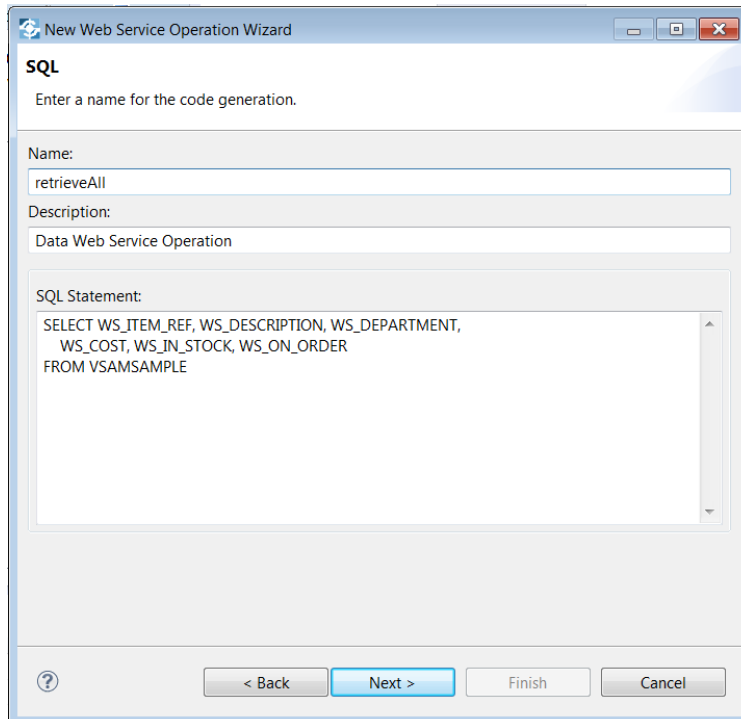 New Web Service Operation Wizard
SQL
Enter a name for the code generation.
Name:
retrieveAll
Description:
Data Web Service Operation
SQL Statement:
SELECT WS_ITEM_REF, WS_DESCRIPTION, WS_DEPARTMENT,
WS_COST, WS_IN_STOCK, WS_ON_ORDER
FROM VSAMSAMPLE
< Back
Next >
Finish
Cancel